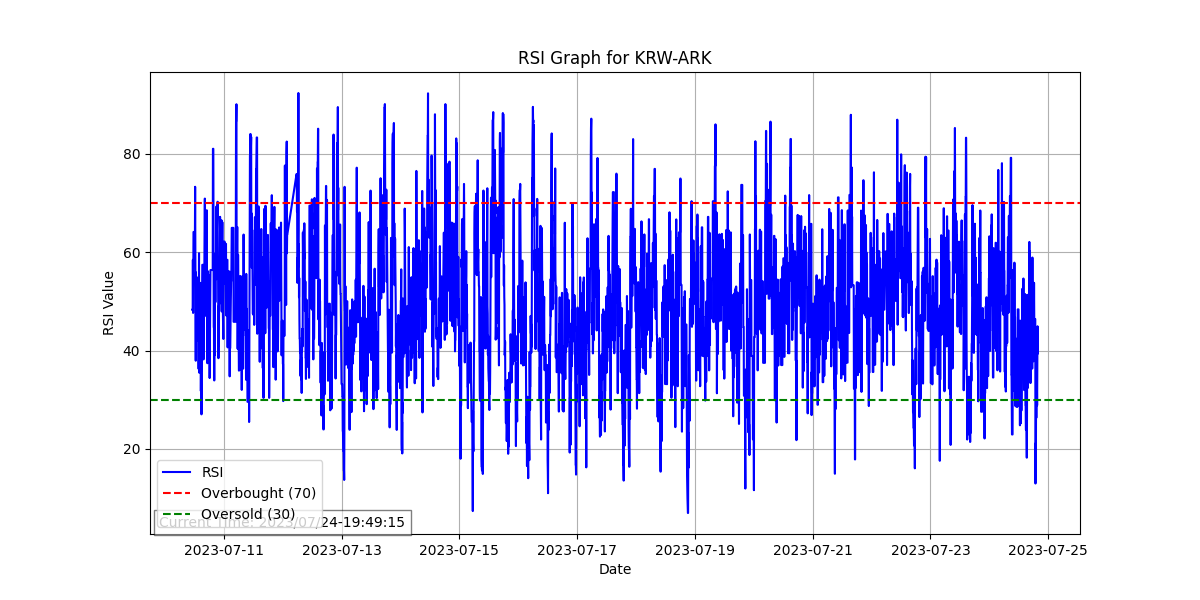 RSI Graph for KRW-ARK
RSI Value
80
60
40
20
RSI
Overbought (70)
Oversold (30)
Current Time: 2023/07/24-19:49:15
2023-07-11
2023-07-13
2023-07-15
2023-07-17
2023-07-19
2023-07-21
2023-07-23
2023-07-25
Date